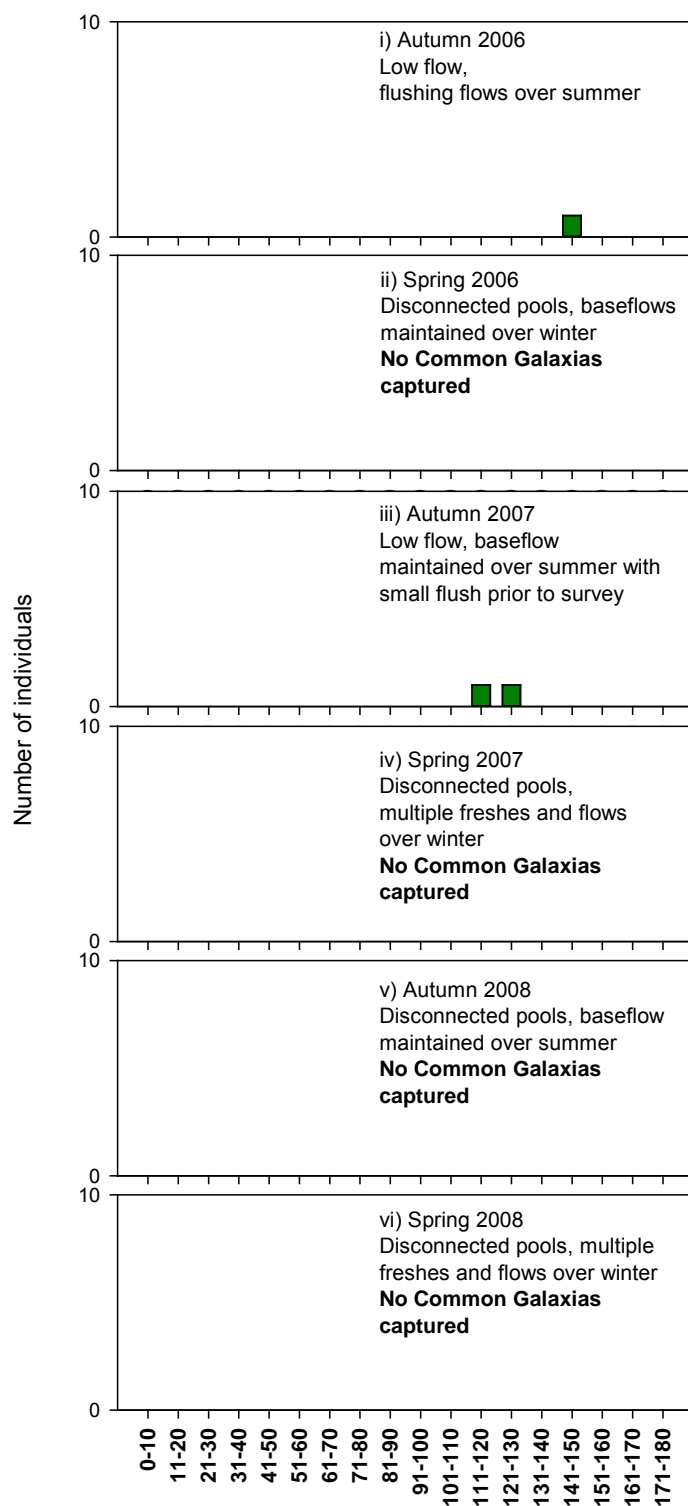 10
i) Autumn 2006
Low flow,
flushing flows over summer
0
10
ii) Spring 2006
Disconnected pools, baseflows
maintained over winter
No Common Galaxias
captured
0
10
iii) Autumn 2007
Low flow, baseflow
maintained over summer with
small flush prior to survey
0
Number of individuals
10
iv) Spring 2007
Disconnected pools,
multiple freshes and flows
over winter
No Common Galaxias
captured
0
10
v) Autumn 2008
Disconnected pools, baseflow
maintained over summer
No Common Galaxias
captured
0
10
vi) Spring 2008
Disconnected pools, multiple
freshes and flows over winter
No Common Galaxias
captured
0
0-10
11-20
21-30
31-40
41-50
51-60
61-70
71-80
81-90
91-100
101-110
111-120
121-130
131-140
141-150
151-160
161-170
171-180